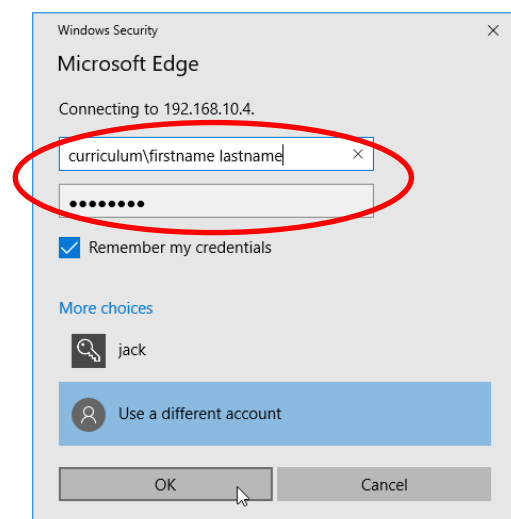 Windows Security
Microsoft Edge
Connecting to 192.168.10.4.
curriculum\firstname lastname
●●●●●●●●
Remember my credentials
More choices
jack
Use a different account
OK
Cancel